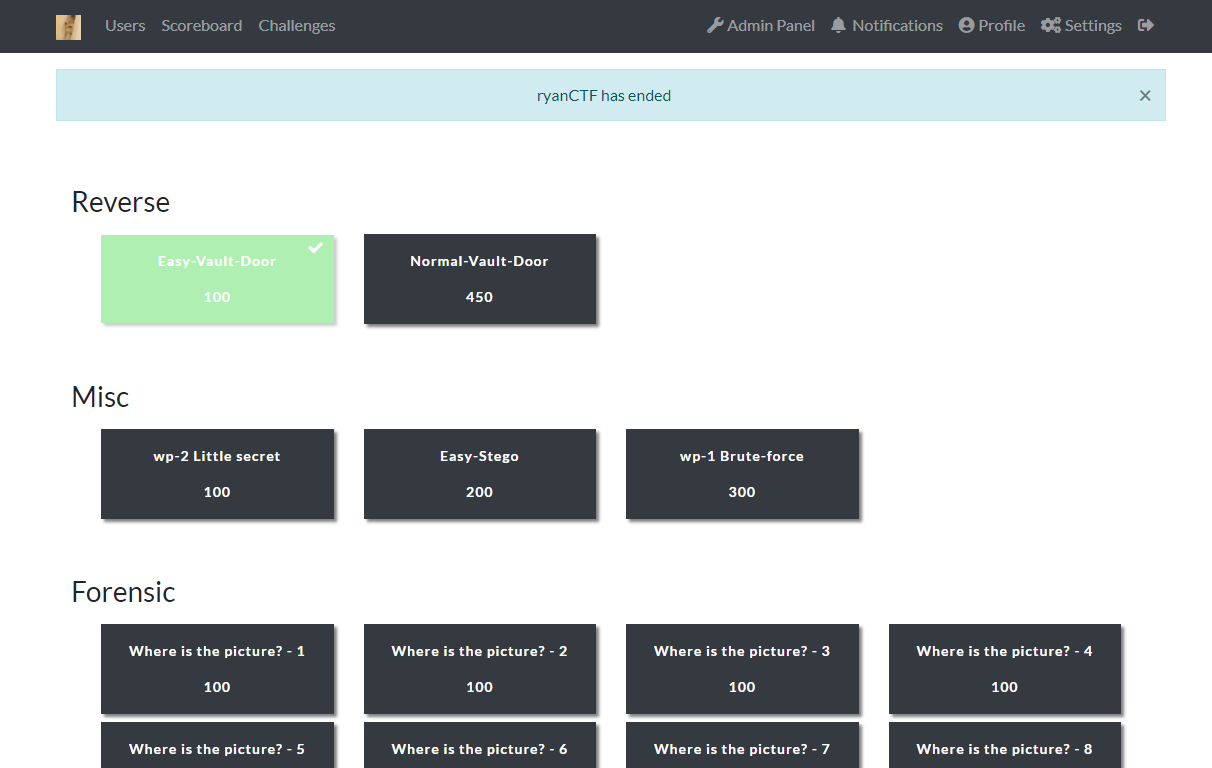 Users Scoreboard Challenges Admin Panel Notifications Profile Settings
ryanCTF has ended ×
Reverse
Easy-Vault-Door Normal-Vault-Door
100 450
Misc
wp-2 Little secret Easy-Stego wp-1 Brute-force
100 200 300
Forensic
Where is the picture? - 1 Where is the picture? - 2 Where is the picture? - 3 Where is the picture? - 4
100 100 100 100
Where is the picture? - 5 Where is the picture? - 6 Where is the picture? - 7 Where is the picture? - 8